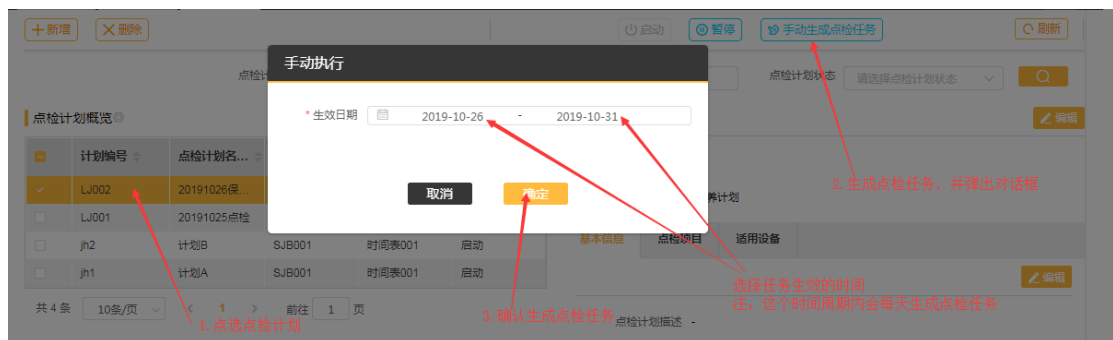 新增 删除 启动 暂停 手动生成点检任务 刷新
手动执行
点检计
点检计划状态 请选择点检计划状态
点检计划概览
* 生效日期 2019-10-26 - 2019-10-31
编辑
计划编号 点检计划名...
LJ002 20191026保...
取消 确定
2.生成点检任务，并弹出对话框
养计划
LJ001 20191025点检
jh2 计划B SJB001 时间表001 启动
基本信息 点检项目 适用设备
jh1 计划A SJB001 时间表001 启动
选择任务生效的时间
编辑
注，这个时间周期内会每天生成点检任务
共 4 条 10条/页 1 前往 1 页
1.点选点检计划
3.确认生成点检任务
点检计划描述 -